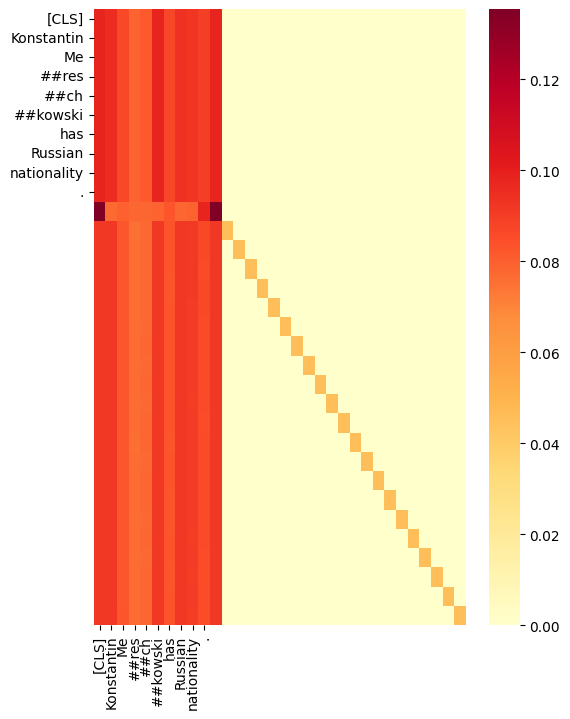 [CLS]
Konstantin
Me
##res
##ch
##kowski
has
Russian
nationality
.
0.12
0.10
0.08
0.06
0.04
0.02
0.00
[CLS]
Konstantin
Me
##res
##ch
##kowski
has
Russian
nationality
.